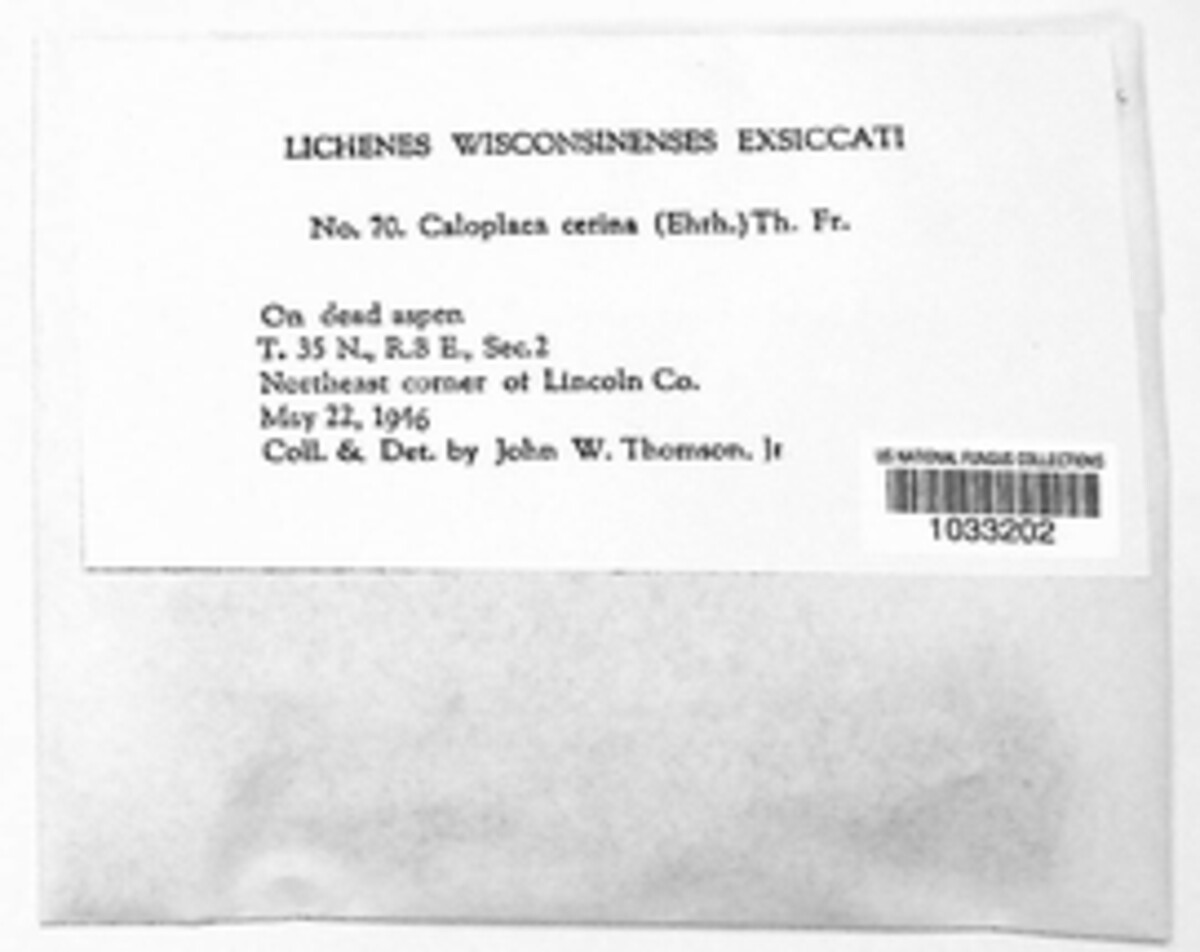 LICHENES WISCONSINENSES EXSICCATI
No. 70. Caloplaca cerina (Ehrh.) Th. Fr.
On dead aspen
T. 35 N., R.8 E., Sec.2
Northeast corner of Lincoln Co.
May 22, 1946
Coll. & Det. by John W. Thomson, Jr
US NATIONAL FUNGUS COLLECTIONS
1033202